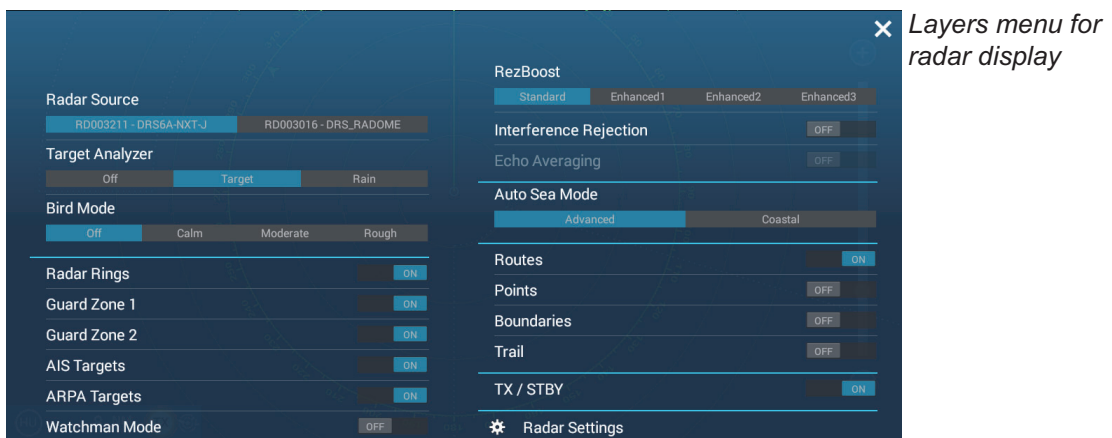 Layers menu for
radar display
Radar Source
RD003211 - DRS6A-NXT-J RD003016 - DRS_RADOME
Target Analyzer
Off Target Rain
Bird Mode
Off Calm Moderate Rough
Radar Rings ON
Guard Zone 1 ON
Guard Zone 2 ON
AIS Targets ON
ARPA Targets ON
Watchman Mode OFF
RezBoost
Standard Enhanced1 Enhanced2 Enhanced3
Interference Rejection OFF
Echo Averaging OFF
Auto Sea Mode
Advanced Coastal
Routes ON
Points OFF
Boundaries OFF
Trail OFF
TX / STBY ON
Radar Settings